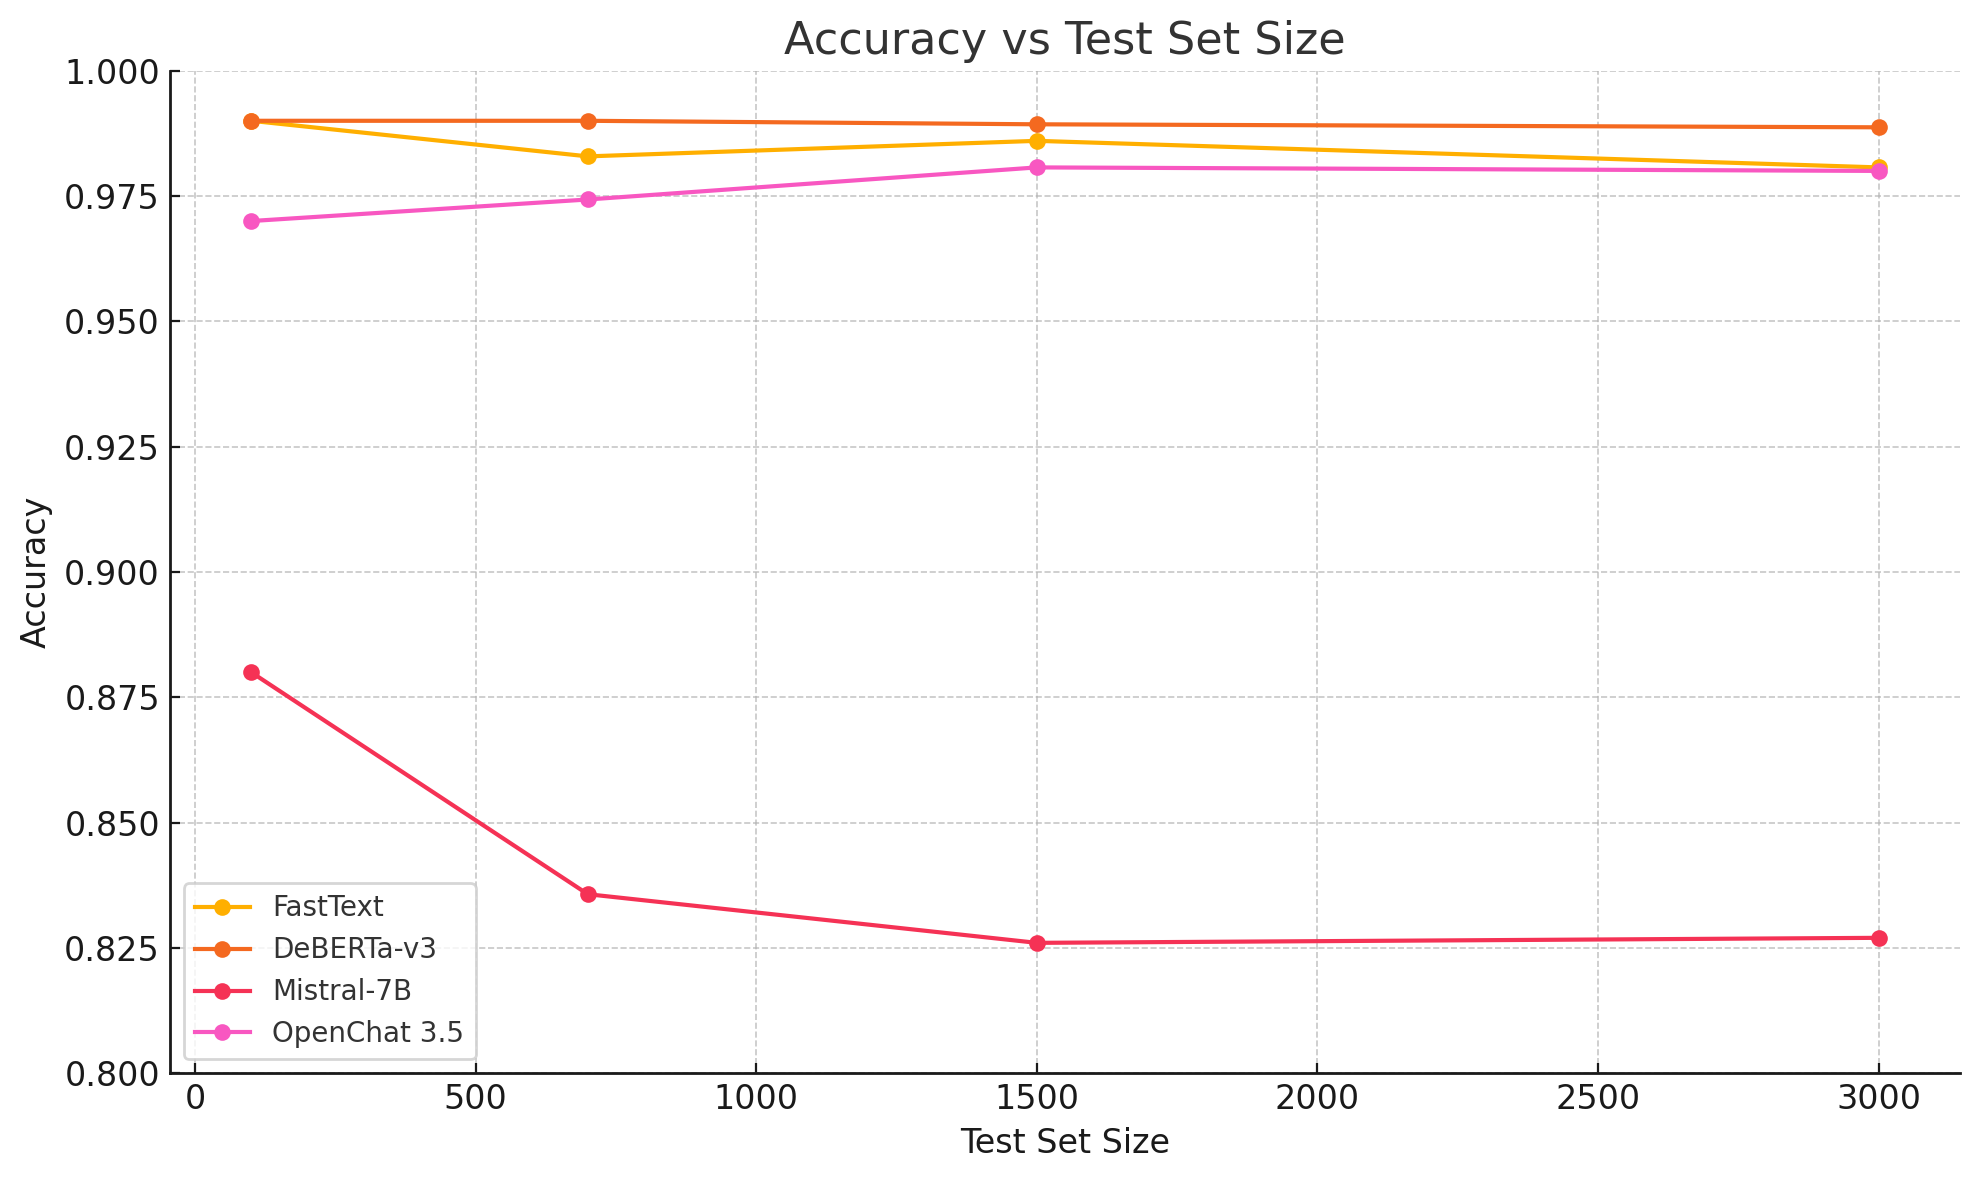 Accuracy vs Test Set Size
1.000
0.975
0.950
0.925
0.900
0.875
0.850
0.825
0.800
Accuracy
FastText
DeBERTa-v3
Mistral-7B
OpenChat 3.5
0 500 1000 1500 2000 2500 3000
Test Set Size